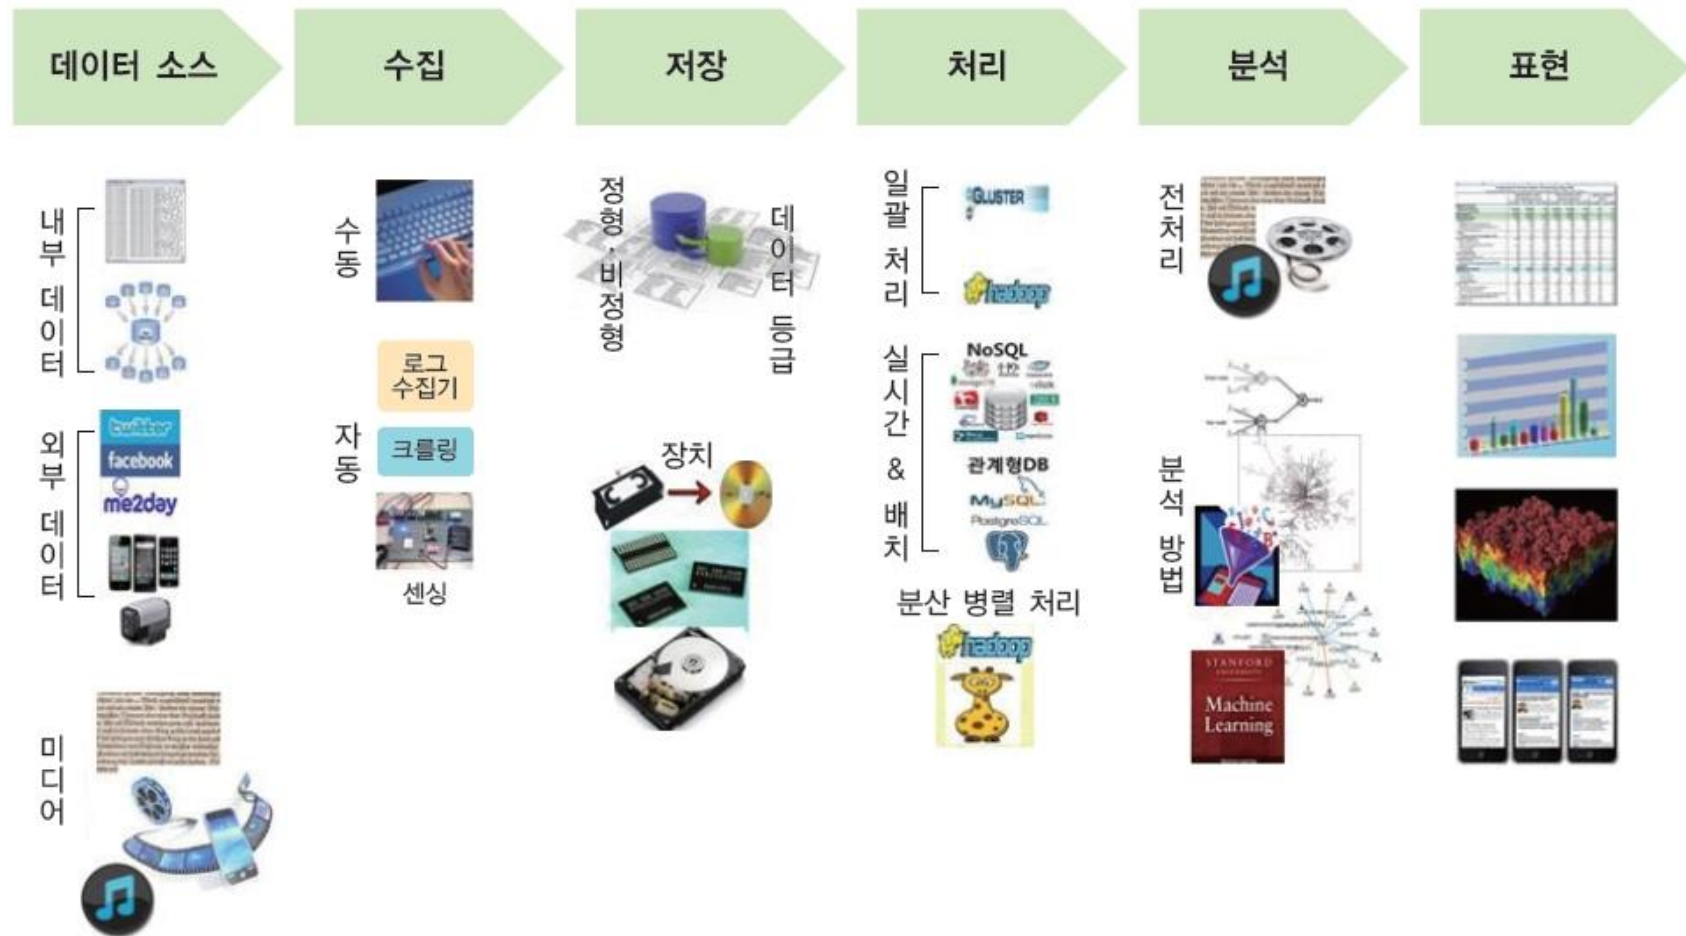 데이터 소스
수집
저장
처리
분석
표현
내부 데이터
외부 데이터
twitter
facebook
me2day
미디어
수동
자동
로그
수집기
크를링
센싱
정형·비정형
데이터 등급
장치
일괄 처리
GLUSTER
hadoop
실시간 & 배치
NoSQL
관계형DB
MySQL
PostgreSQL
분산 병렬 처리
hadoop
전처리
분석 방법
STANFORD
UNIVERSITY
Machine
Learning